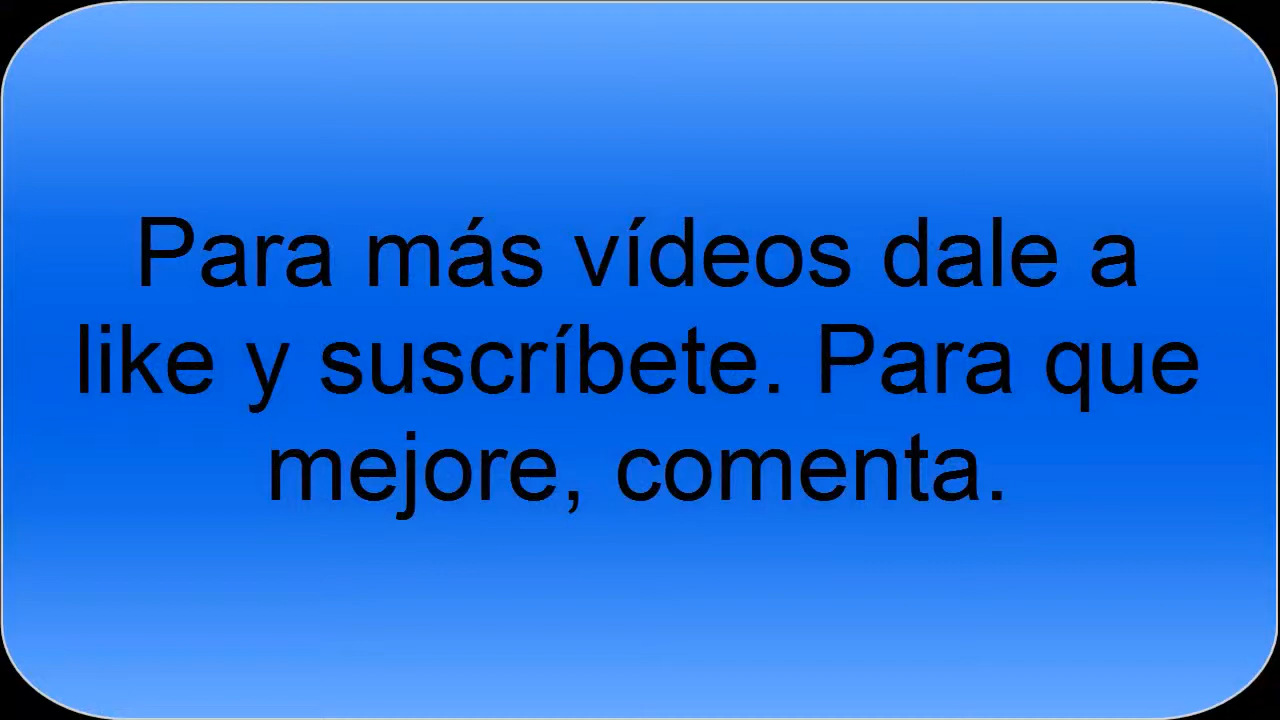 Para más vídeos dale a
like y suscríbete. Para que
mejore, comenta.